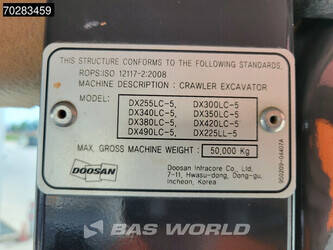 70283459
THIS STRUCTURE CONFORMS TO THE FOLLOWING STANDARDS.
ROPS:ISO 12117-2:2008
MACHINE DESCRIPTION : CRAWLER EXCAVATOR
MODEL: DX255LC-5, DX300LC-5
DX340LC-5, DX350LC-5
DX380LC-5, DX420LC-5
DX490LC-5, DX225LL-5
MAX. GROSS MACHINE WEIGHT : 50,000 Kg
DOOSAN
Doosan Infracore Co., Ltd.
7-11, Hwasu-dong, Dong-gu,
Incheon, Korea
BAS WORLD